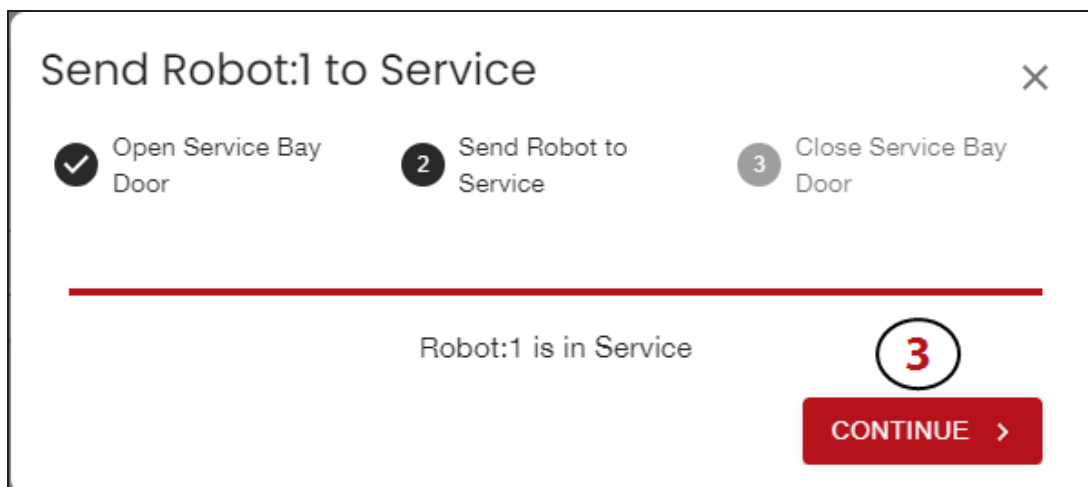 Send Robot:1 to Service
Open Service Bay
Door
2
Send Robot to
Service
3
Close Service Bay
Door
Robot:1 is in Service
3
CONTINUE